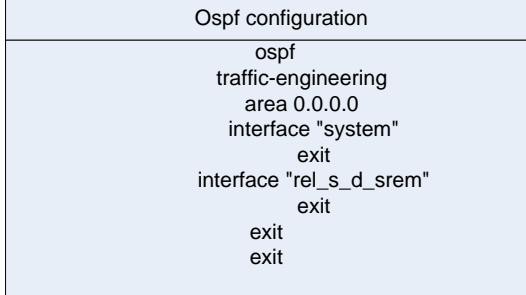 Ospf configuration
ospf
traffic-engineering
area 0.0.0.0
interface "system"
exit
interface "rel_s_d_srem"
exit
exit
exit